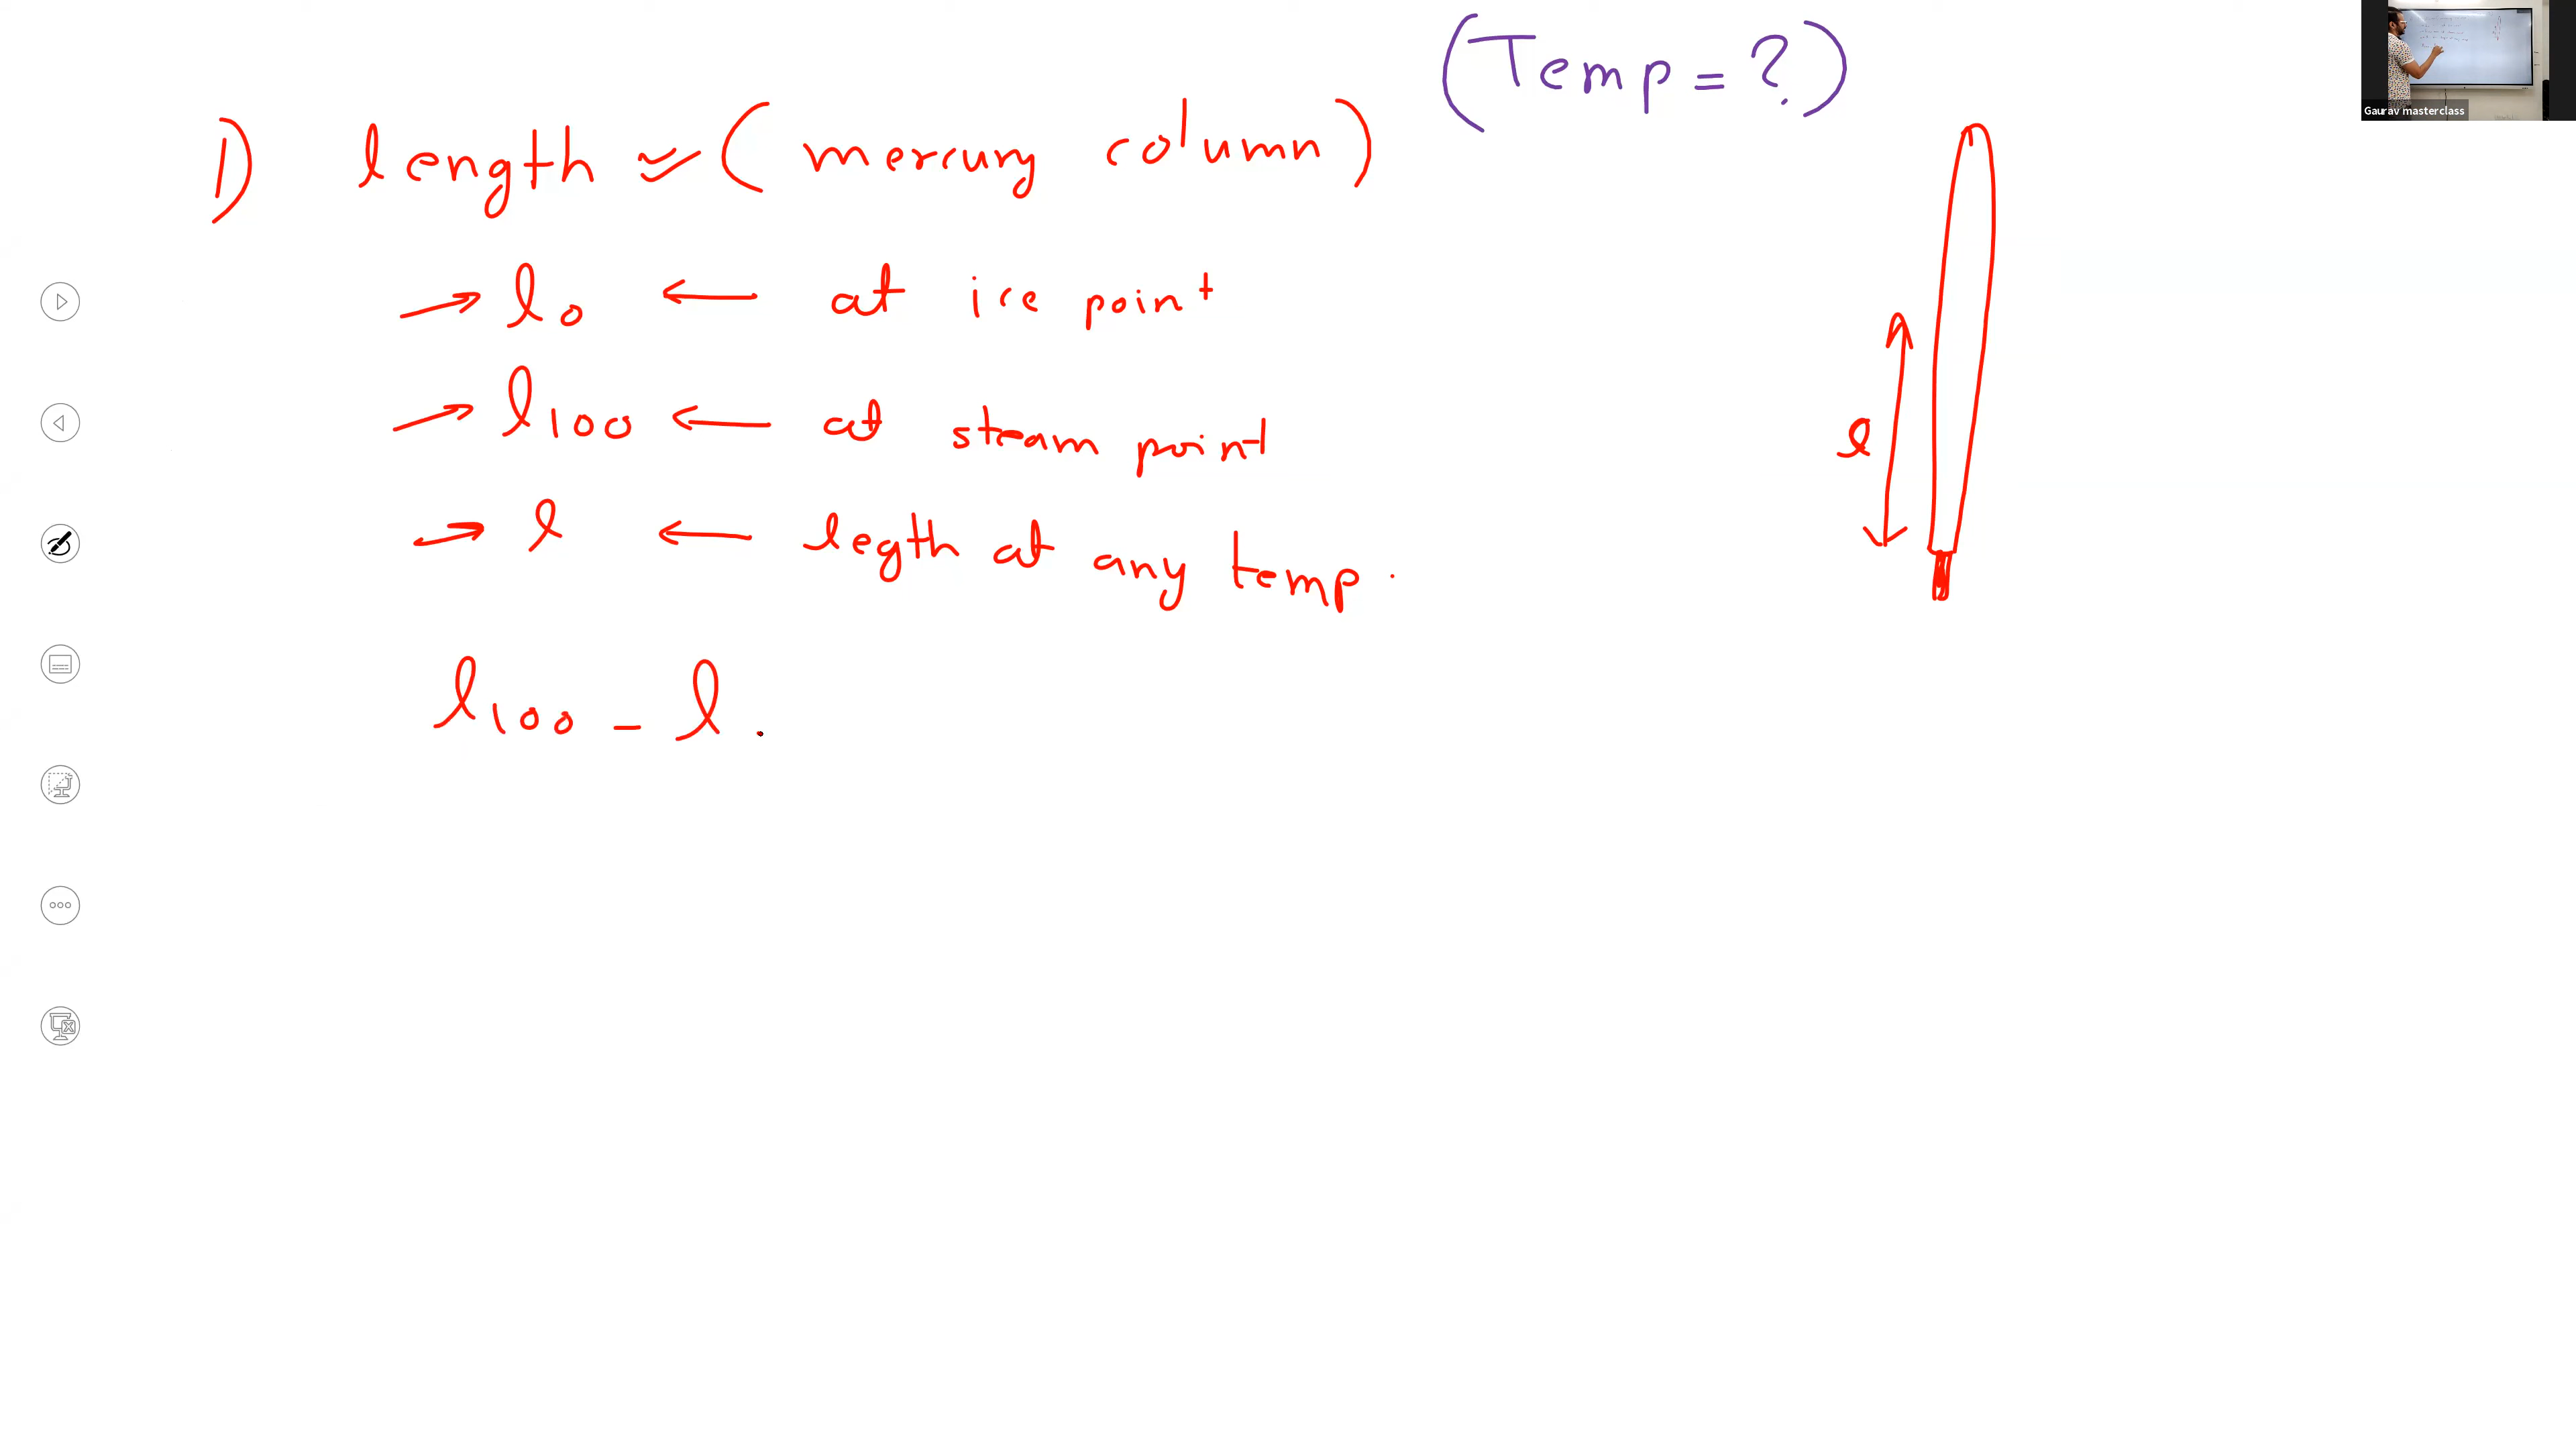 (Temp = ?)
Gaurav masterclass
1) length ≈ (mercury column)
→ l₀ ← at ice point
→ l₁₀₀ ← at steam point
l
→ l ← legth at any temp.
l₁₀₀ - l .